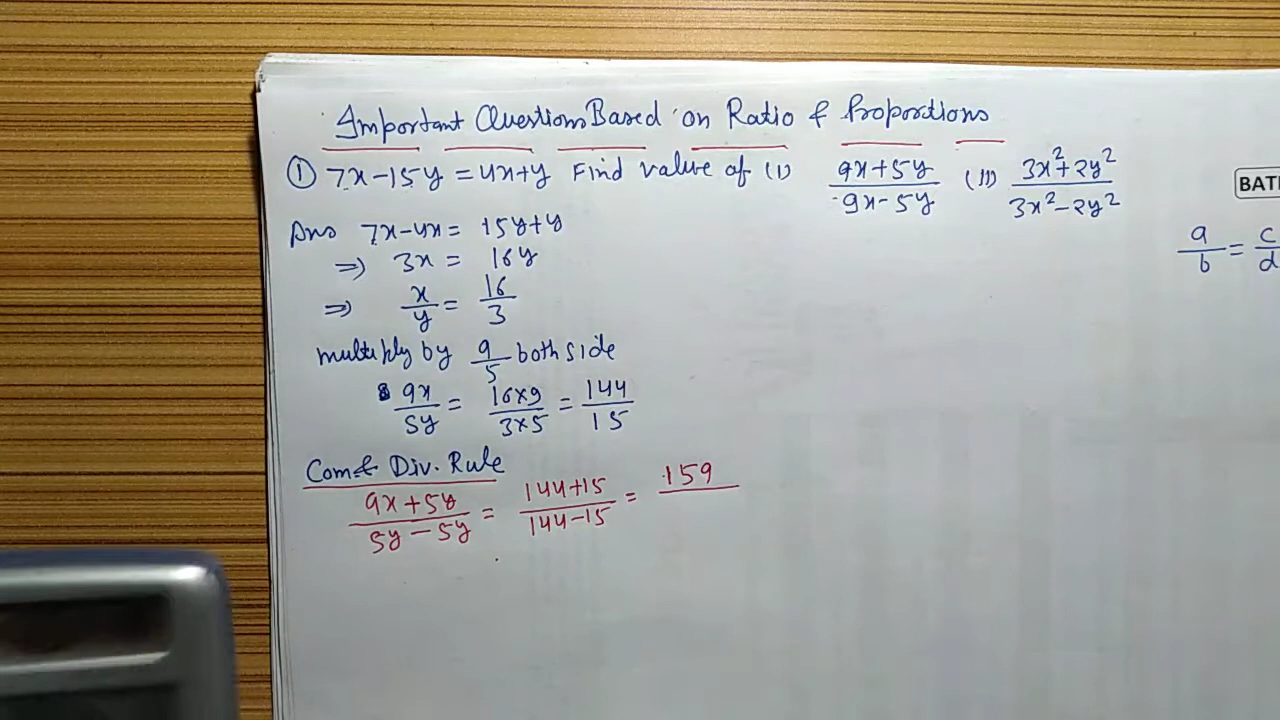 Important Questions Based on Ratio & Proportions
① 7x-15y = 4x+y Find value of (I) 9x+5y/9x-5y (II) 3x²+2y²/3x²-2y²
Ans 7x-4x = 15y+y
⇒ 3x = 16y
⇒ x/y = 16/3
multiply by 9/5 both side
9x/5y = 16×9/3×5 = 144/15
Com & Div. Rule
9x+5y/5y-5y = 144+15/144-15 = 159
a/b = c/d
BAT